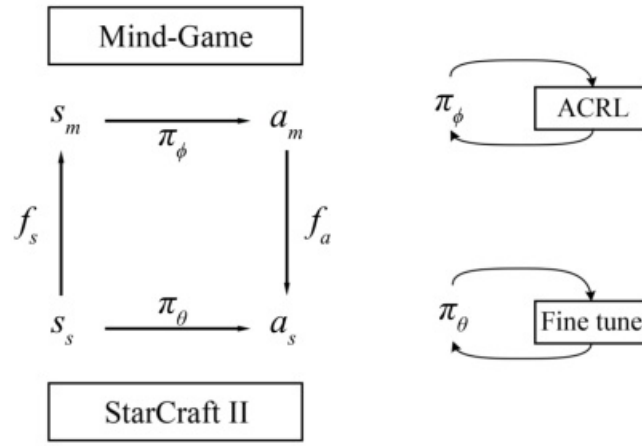 Mind-Game
s_m π_ϕ a_m
f_s f_a
s_s π_θ a_s
StarCraft II
π_ϕ ACRL
π_θ Fine tune